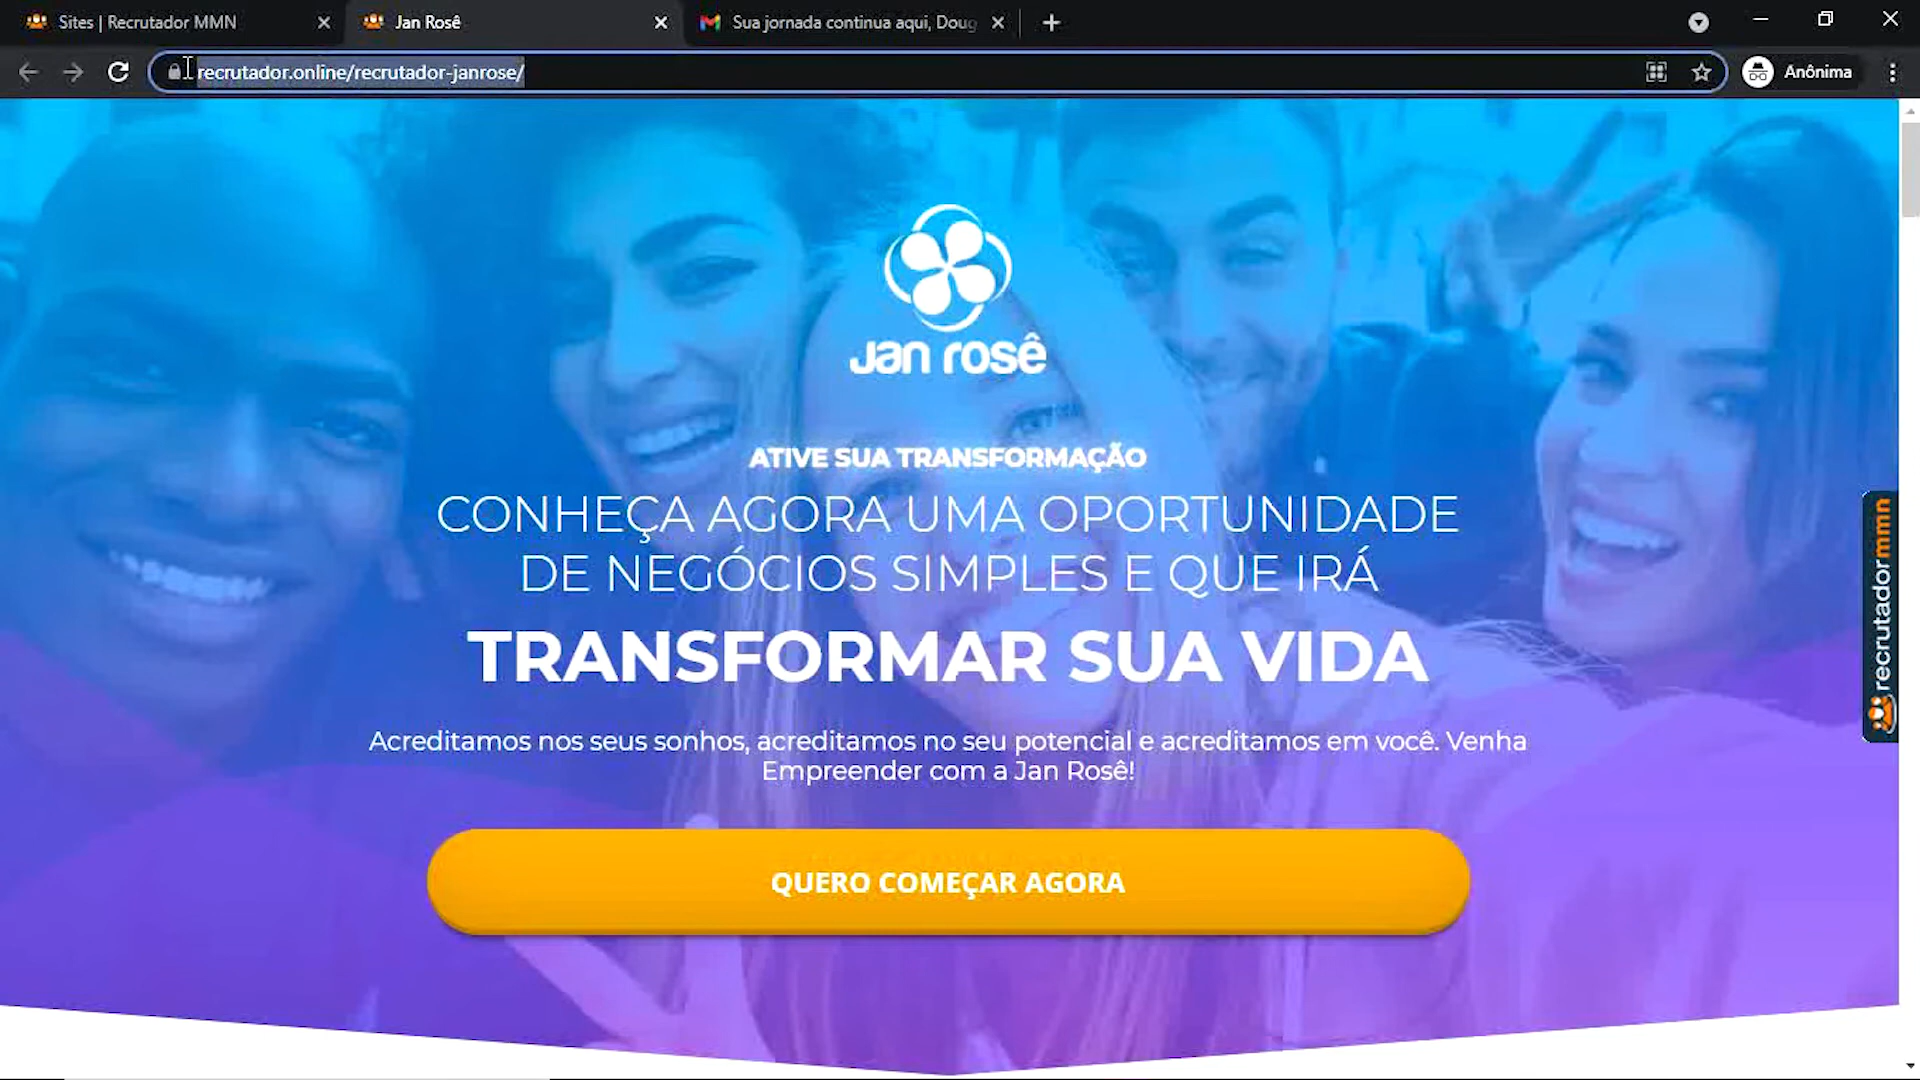 Sites | Recrutador MMN
Jan Rosê
Sua jornada continua aqui, Doug
recrutador.online/recrutador-janrose/
Anônima
jan rosê
ATIVE SUA TRANSFORMAÇÃO
CONHEÇA AGORA UMA OPORTUNIDADE
DE NEGÓCIOS SIMPLES E QUE IRÁ
TRANSFORMAR SUA VIDA
Acreditamos nos seus sonhos, acreditamos no seu potencial e acreditamos em você. Venha
Empreender com a Jan Rosê!
QUERO COMEÇAR AGORA
recrutadormmn